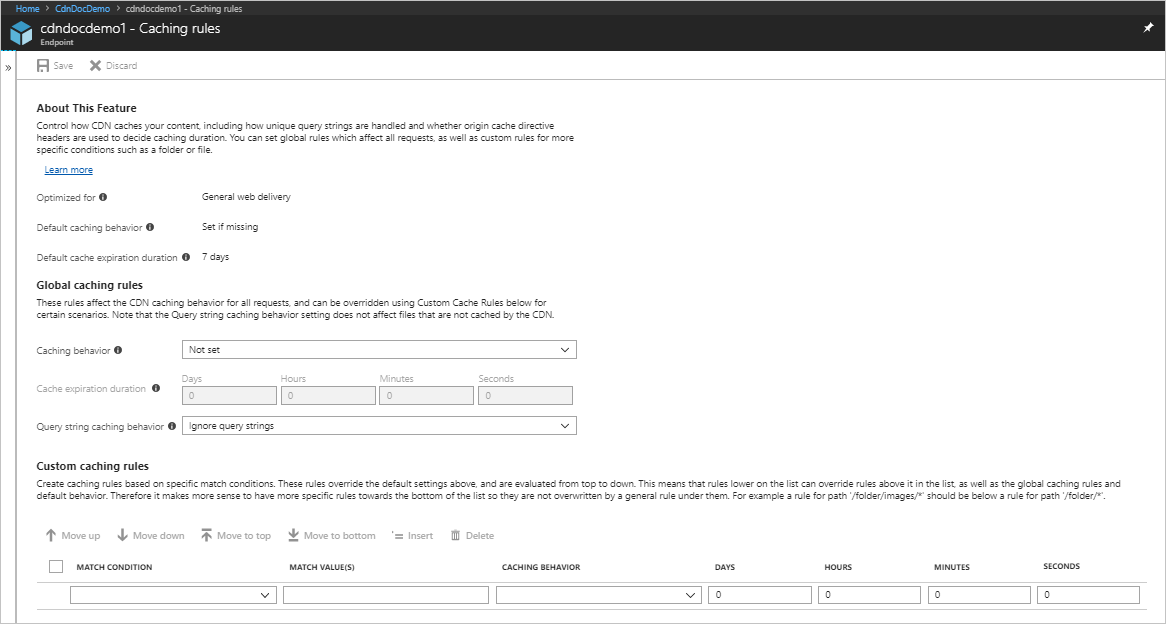 Home > CdnDocDemo > cdndocdemo1 - Caching rules
cdndocdemo1 - Caching rules
Endpoint
» Save Discard
About This Feature
Control how CDN caches your content, including how unique query strings are handled and whether origin cache directive
headers are used to decide caching duration. You can set global rules which affect all requests, as well as custom rules for more
specific conditions such as a folder or file.
Learn more
Optimized for General web delivery
Default caching behavior Set if missing
Default cache expiration duration 7 days
Global caching rules
These rules affect the CDN caching behavior for all requests, and can be overridden using Custom Cache Rules below for
certain scenarios. Note that the Query string caching behavior setting does not affect files that are not cached by the CDN.
Caching behavior Not set
Days Hours Minutes Seconds
Cache expiration duration 0 0 0 0
Query string caching behavior Ignore query strings
Custom caching rules
Create caching rules based on specific match conditions. These rules override the default settings above, and are evaluated from top to down. This means that rules lower on the list can override rules above it in the list, as well as the global caching rules and
default behavior. Therefore it makes more sense to have more specific rules towards the bottom of the list so they are not overwritten by a general rule under them. For example a rule for path '/folder/images/*' should be below a rule for path '/folder/*'.
Move up Move down Move to top Move to bottom Insert Delete
MATCH CONDITION MATCH VALUE(S) CACHING BEHAVIOR DAYS HOURS MINUTES SECONDS
0 0 0 0